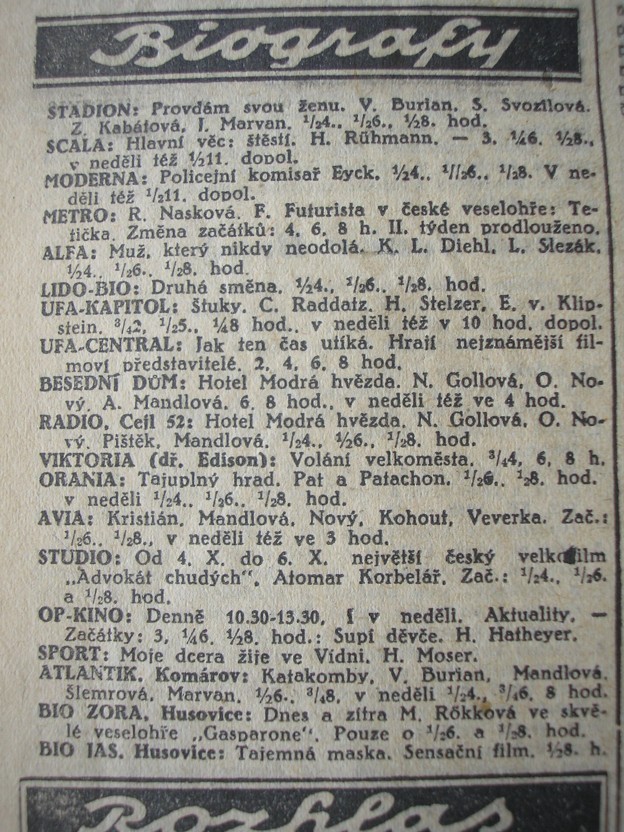 Biografy
STADION: Provdám svou ženu. V. Burian. S. Svozilová.
Z. Kabátová, J. Marvan. ½4., ½6., ½8. hod.
SCALA: Hlavní věc: štěstí. H. Rühmann. — 3. ¼6. ½8.,
v neděli též ½11. dopol.
MODERNA: Policejní komisař Eyck. ½4.. ½6.. ½8. V ne-
děli též ½11. dopol.
METRO: R. Nasková. F. Futurista v české veselohře: Te-
tička. Změna začátků: 4, 6, 8 h. II. týden prodlouženo.
ALFA: Muž, který nikdy neodolá. K. L. Diehl, L. Slezák.
½4.. ½6.. ½8. hod.
LIDO-BIO: Druhá směna. ½4.. ½6.. ½8. hod.
UFA-KAPITOL: Štuky. C. Raddatz. H. Stelzer, E. v. Klip-
stein. ¾2, ½5.. ¼8 hod.. v neděli též v 10 hod. dopol.
UFA-CENTRAL: Jak ten čas utíká. Hrají nejznámější fil-
moví představitelé. 2, 4, 6, 8 hod.
BESEDNÍ DŮM: Hotel Modrá hvězda. N. Gollová, O. No-
vý. A. Mandlová. 6. 8 hod., v neděli též ve 4 hod.
RADIO, Cejl 52: Hotel Modrá hvězda. N. Gollová, O. No-
vý. Pištěk, Mandlová. ½4.. ½6.. ½8. hod.
VIKTORIA (dř. Edison): Volání velkoměsta. ¾4, 6, 8 h.
ORANIA: Tajuplný hrad. Pat a Patachon. ½6.. ½8. hod.
v neděli ½4.. ½6.. ½8. hod.
AVIA: Kristián. Mandlová, Nový, Kohout, Veverka. Zač.:
½6.. ½8.. v neděli též ve 3 hod.
STUDIO: Od 4. X. do 6. X. největší český velkofilm
„Advokát chudých“. Atomar Korbelář. Zač.: ½4., ½6.
a ½8. hod.
OP-KINO: Denně 10.30-13.30, i v neděli. Aktuality. —
Začátky: 3, ¼6. ½8. hod.: Supí děvče. H. Hatheyer.
SPORT: Moje dcera žije ve Vídni. H. Moser.
ATLANTIK, Komárov: Katakomby. V. Burian, Mandlová.
Šlemrová, Marvan. ½6.. ¾8, v neděli ½4., ¾6, 8 hod.
BIO ZORA, Husovice: Dnes a zítra M. Rökková ve skvě-
lé veselohře „Gasparone“. Pouze o ½6. a ½8. hod.
BIO JAS, Husovice: Tajemná maska. Sensační film. ½8. h.
Rozhlas